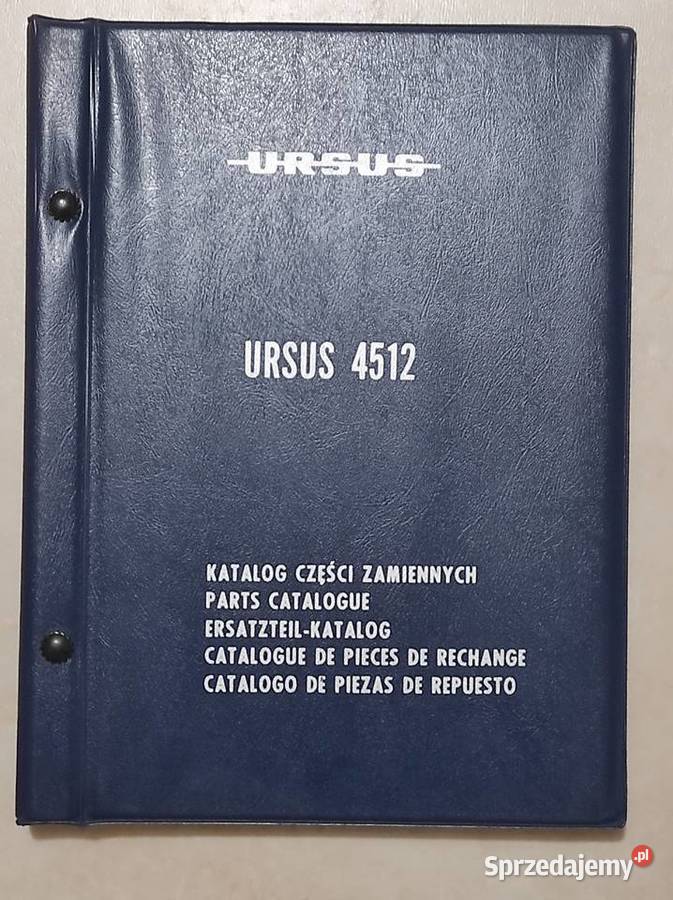 URSUS
URSUS 4512
KATALOG CZĘŚCI ZAMIENNYCH
PARTS CATALOGUE
ERSATZTEIL-KATALOG
CATALOGUE DE PIECES DE RECHANGE
CATALOGO DE PIEZAS DE REPUESTO
Sprzedajemy.pl